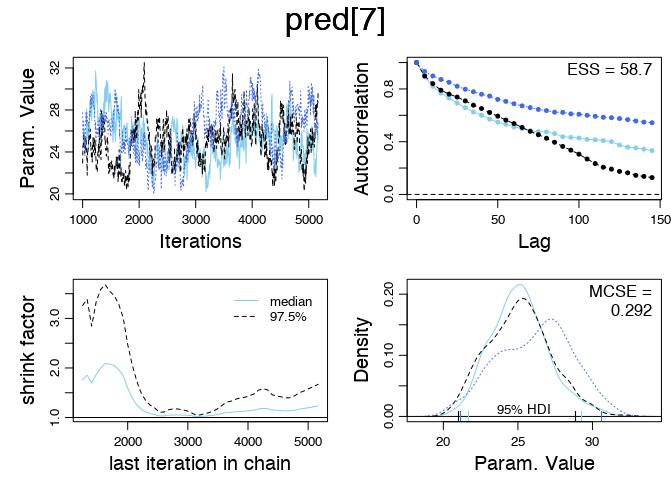 pred[7]
Param. Value
20 24 28 32
1000 2000 3000 4000 5000
Iterations
Autocorrelation
0.0 0.4 0.8
ESS = 58.7
0 50 100 150
Lag
shrink factor
1.0 2.0 3.0
median
97.5%
2000 3000 4000 5000
last iteration in chain
Density
0.00 0.10 0.20
MCSE =
0.292
95% HDI
20 25 30
Param. Value